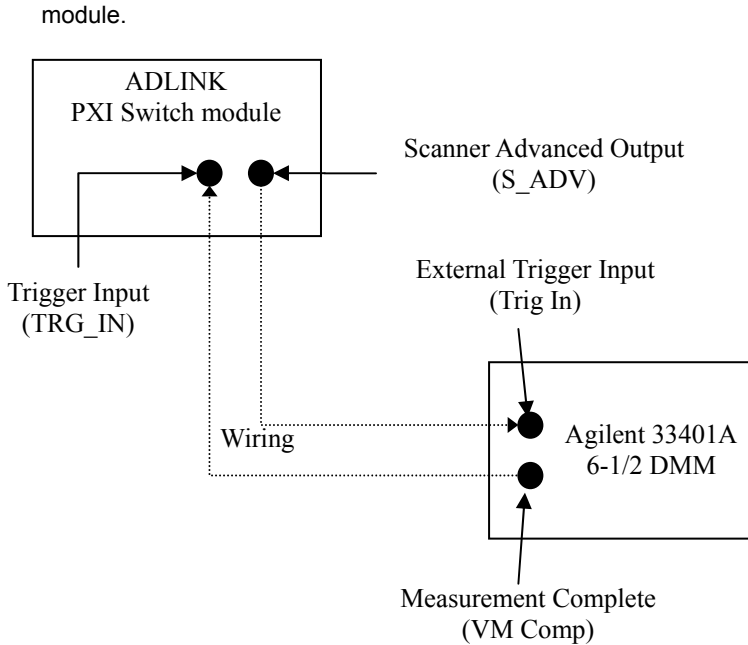 module.
ADLINK
PXI Switch module
Scanner Advanced Output
(S_ADV)
External Trigger Input
(Trig In)
Trigger Input
(TRG_IN)
Wiring
Agilent 33401A
6-1/2 DMM
Measurement Complete
(VM Comp)